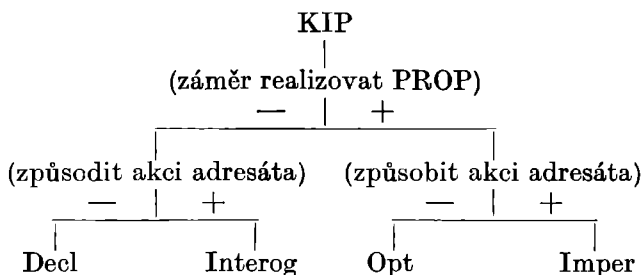 KIP
(záměr realizovat PROP)
— +
(způsodit akci adresáta) (způsobit akci adresáta)
— + — +
Decl Interog Opt Imper